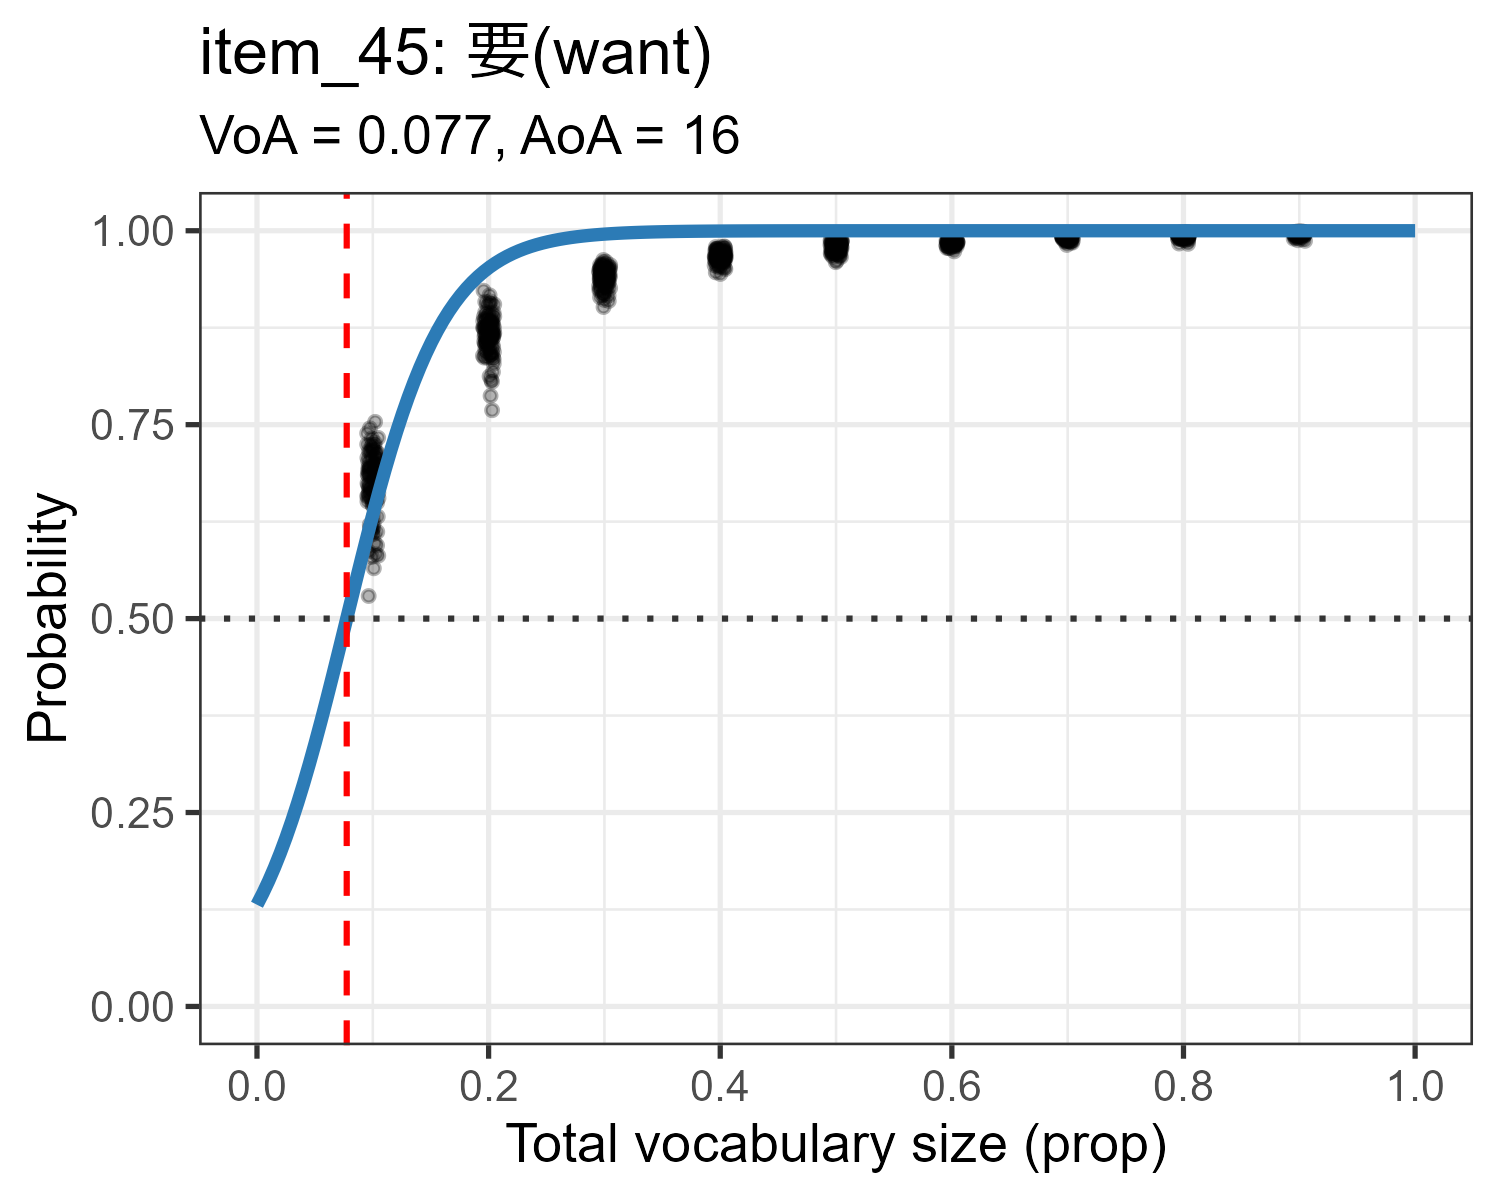 item_45: 要(want)
VoA = 0.077, AoA = 16
Probability
1.00
0.75
0.50
0.25
0.00
0.0 0.2 0.4 0.6 0.8 1.0
Total vocabulary size (prop)